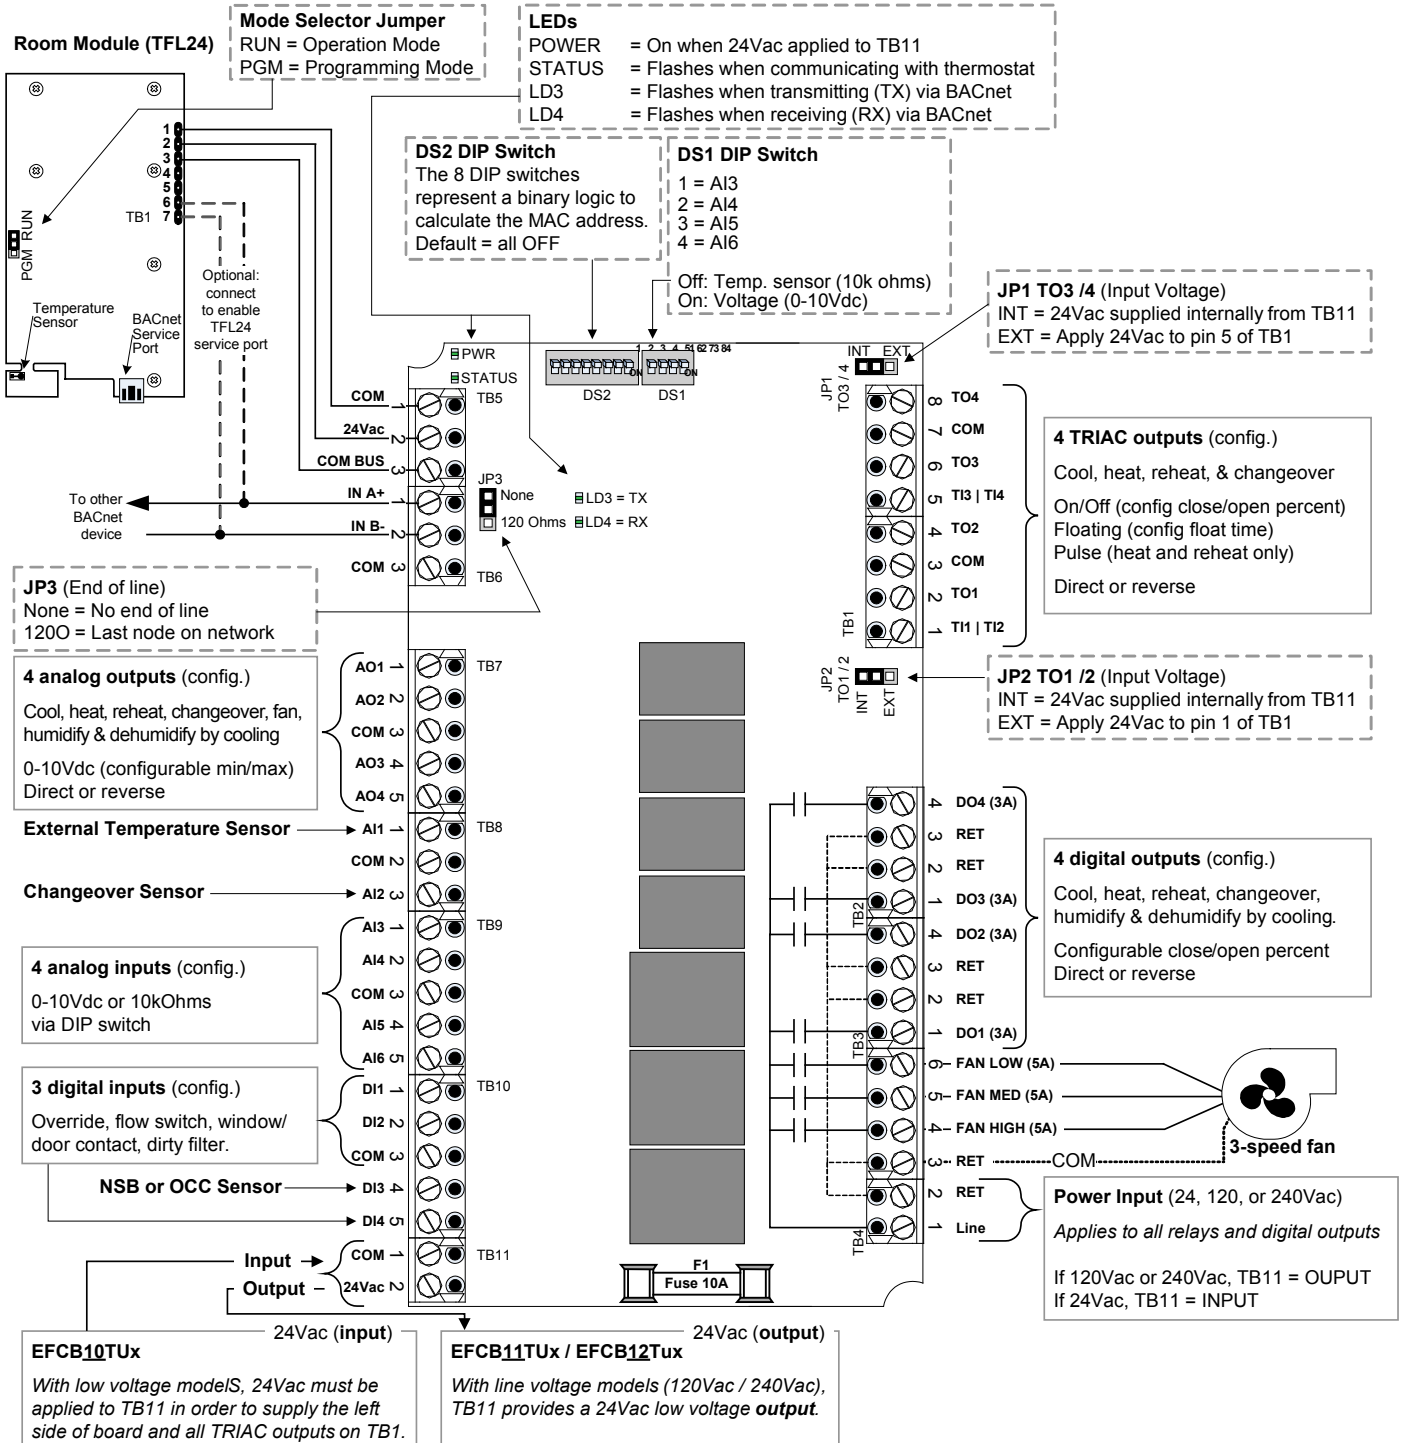 Room Module (TFL24)
Mode Selector Jumper
RUN = Operation Mode
PGM = Programming Mode
LEDs
POWER = On when 24Vac applied to TB11
STATUS = Flashes when communicating with thermostat
LD3 = Flashes when transmitting (TX) via BACnet
LD4 = Flashes when receiving (RX) via BACnet
DS2 DIP Switch
The 8 DIP switches
represent a binary logic to
calculate the MAC address.
Default = all OFF
DS1 DIP Switch
1 = AI3
2 = AI4
3 = AI5
4 = AI6
Off: Temp. sensor (10k ohms)
On: Voltage (0-10Vdc)
1
2
3
4
5
6
7
TB1
PGM RUN
Temperature
Sensor
BACnet
Service
Port
Optional:
connect
to enable
TFL24
service port
JP1 TO3 /4 (Input Voltage)
INT = 24Vac supplied internally from TB11
EXT = Apply 24Vac to pin 5 of TB1
PWR
STATUS
1 2 3 4 51 62 73 84
ON
ON
DS2
DS1
INT EXT
JP1
TO3 / 4
COM 1 TB5
24Vac 2
COM BUS 3
IN A+ 1
IN B- 2
COM 3 TB6
To other
BACnet
device
JP3
None
120 Ohms
LD3 = TX
LD4 = RX
8 TO4
7 COM
6 TO3
5 TI3 | TI4
4 TO2
3 COM
2 TO1
1 TI1 | TI2
TB1
4 TRIAC outputs (config.)
Cool, heat, reheat, & changeover
On/Off (config close/open percent)
Floating (config float time)
Pulse (heat and reheat only)
Direct or reverse
JP3 (End of line)
None = No end of line
120O = Last node on network
JP2
TO1 / 2
INT EXT
JP2 TO1 /2 (Input Voltage)
INT = 24Vac supplied internally from TB11
EXT = Apply 24Vac to pin 1 of TB1
4 analog outputs (config.)
Cool, heat, reheat, changeover, fan,
humidify & dehumidify by cooling
0-10Vdc (configurable min/max)
Direct or reverse
AO1 1 TB7
AO2 2
COM 3
AO3 4
AO4 5
External Temperature Sensor
AI1 1 TB8
COM 2
Changeover Sensor
AI2 3
4 analog inputs (config.)
0-10Vdc or 10kOhms
via DIP switch
AI3 1 TB9
AI4 2
COM 3
AI5 4
AI6 5
3 digital inputs (config.)
Override, flow switch, window/
door contact, dirty filter.
DI1 1 TB10
DI2 2
COM 3
NSB or OCC Sensor
DI3 4
DI4 5
Input
Output
COM 1 TB11
24Vac 2
4 DO4 (3A)
3 RET
2 RET
1 DO3 (3A)
TB2
4 DO2 (3A)
3 RET
2 RET
1 DO1 (3A)
TB3
6 FAN LOW (5A)
5 FAN MED (5A)
4 FAN HIGH (5A)
3 RET COM
2 RET
1 Line
TB4
3-speed fan
4 digital outputs (config.)
Cool, heat, reheat, changeover,
humidify & dehumidify by cooling.
Configurable close/open percent
Direct or reverse
Power Input (24, 120, or 240Vac)
Applies to all relays and digital outputs
If 120Vac or 240Vac, TB11 = OUPUT
If 24Vac, TB11 = INPUT
F1
Fuse 10A
24Vac (input)
EFCB10TUx
With low voltage modelS, 24Vac must be
applied to TB11 in order to supply the left
side of board and all TRIAC outputs on TB1.
24Vac (output)
EFCB11TUx / EFCB12Tux
With line voltage models (120Vac / 240Vac),
TB11 provides a 24Vac low voltage output.